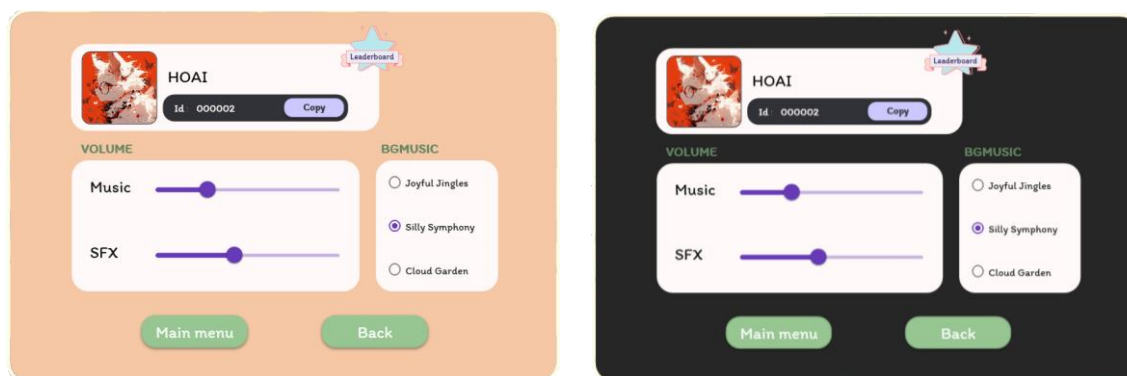 Leaderboard
HOAI
Id : 000002 Copy
VOLUME BGMUSIC
Music
Joyful Jingles
Silly Symphony
SFX
Cloud Garden
Main menu Back
Leaderboard
HOAI
Id : 000002 Copy
VOLUME BGMUSIC
Music
Joyful Jingles
Silly Symphony
SFX
Cloud Garden
Main menu Back